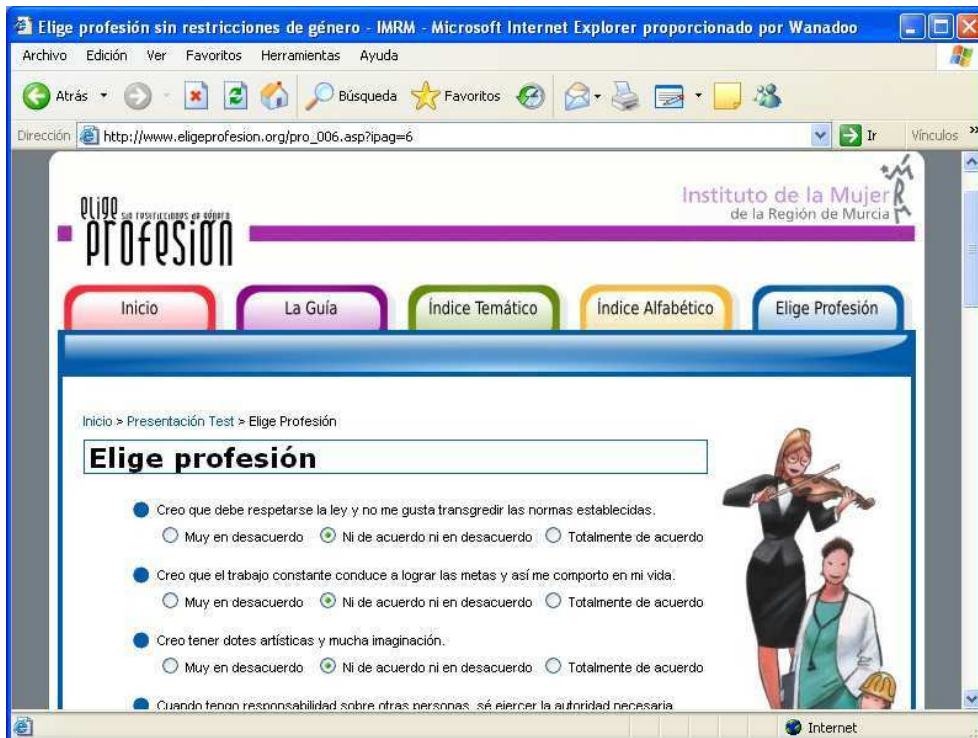 Elige profesión sin restricciones de género - IMRM - Microsoft Internet Explorer proporcionado por Wanadoo
Archivo Edición Ver Favoritos Herramientas Ayuda
Atrás Búsqueda Favoritos
Dirección http://www.eligeprofesion.org/pro_006.asp?ipag=6 Ir Vínculos »
elige sin restricciones de género
profesión
Instituto de la Mujer
de la Región de Murcia
Inicio La Guía Índice Temático Índice Alfabético Elige Profesión
Inicio > Presentación Test > Elige Profesión
Elige profesión
Creo que debe respetarse la ley y no me gusta transgredir las normas establecidas.
Muy en desacuerdo Ni de acuerdo ni en desacuerdo Totalmente de acuerdo
Creo que el trabajo constante conduce a lograr las metas y así me comporto en mi vida.
Muy en desacuerdo Ni de acuerdo ni en desacuerdo Totalmente de acuerdo
Creo tener dotes artísticas y mucha imaginación.
Muy en desacuerdo Ni de acuerdo ni en desacuerdo Totalmente de acuerdo
Cuando tengo responsabilidad sobre otras personas, sé ejercer la autoridad necesaria
Internet